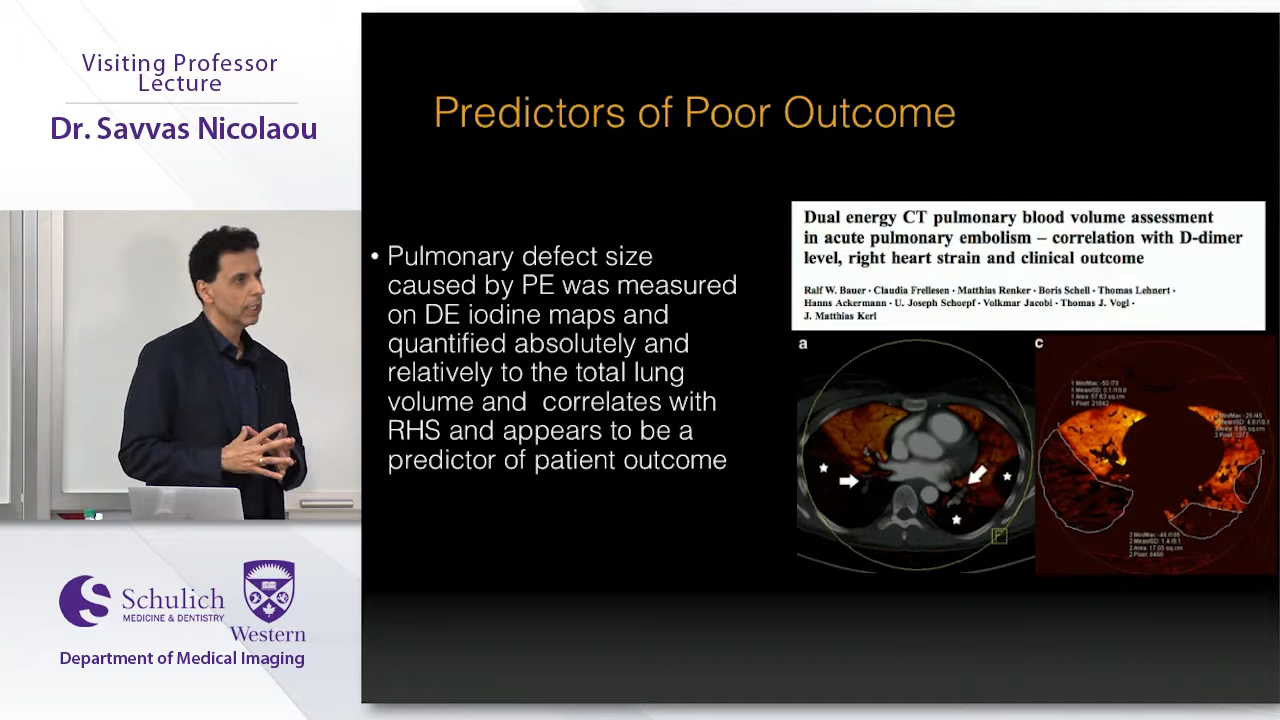 Visiting Professor
Lecture
Dr. Savvas Nicolaou
Schulich
MEDICINE & DENTISTRY
Western
Department of Medical Imaging
Predictors of Poor Outcome
• Pulmonary defect size
caused by PE was measured
on DE iodine maps and
quantified absolutely and
relatively to the total lung
volume and correlates with
RHS and appears to be a
predictor of patient outcome
Dual energy CT pulmonary blood volume assessment
in acute pulmonary embolism – correlation with D-dimer
level, right heart strain and clinical outcome
Ralf W. Bauer · Claudia Frellesen · Matthias Renker · Boris Schell · Thomas Lehnert ·
Hanns Ackermann · U. Joseph Schoepf · Volkmar Jacobi · Thomas J. Vogl ·
J. Matthias Kerl
a
c
F